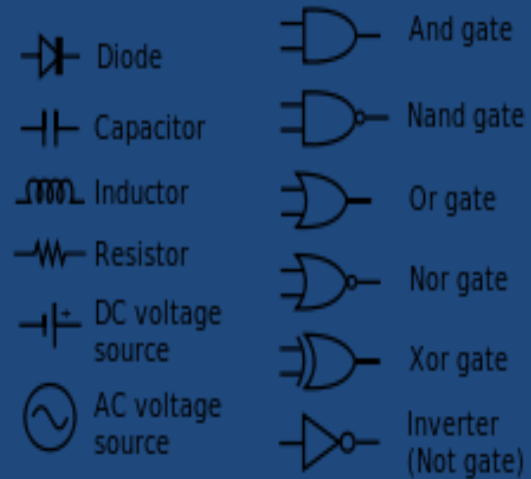 Diode
Capacitor
Inductor
Resistor
+
DC voltage
source
AC voltage
source
And gate
Nand gate
Or gate
Nor gate
Xor gate
Inverter
(Not gate)